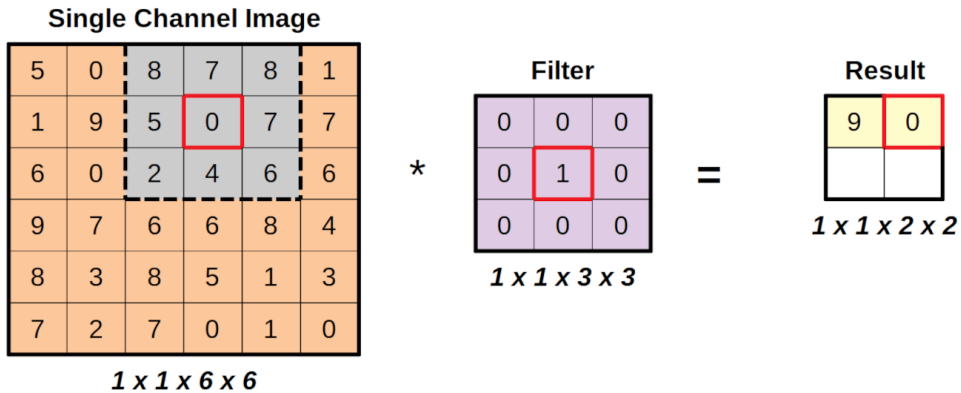 Single Channel Image
5 0 8 7 8 1
1 9 5 0 7 7
6 0 2 4 6 6
9 7 6 6 8 4
8 3 8 5 1 3
7 2 7 0 1 0
1 x 1 x 6 x 6
*
Filter
0 0 0
0 1 0
0 0 0
1 x 1 x 3 x 3
=
Result
9 0
1 x 1 x 2 x 2